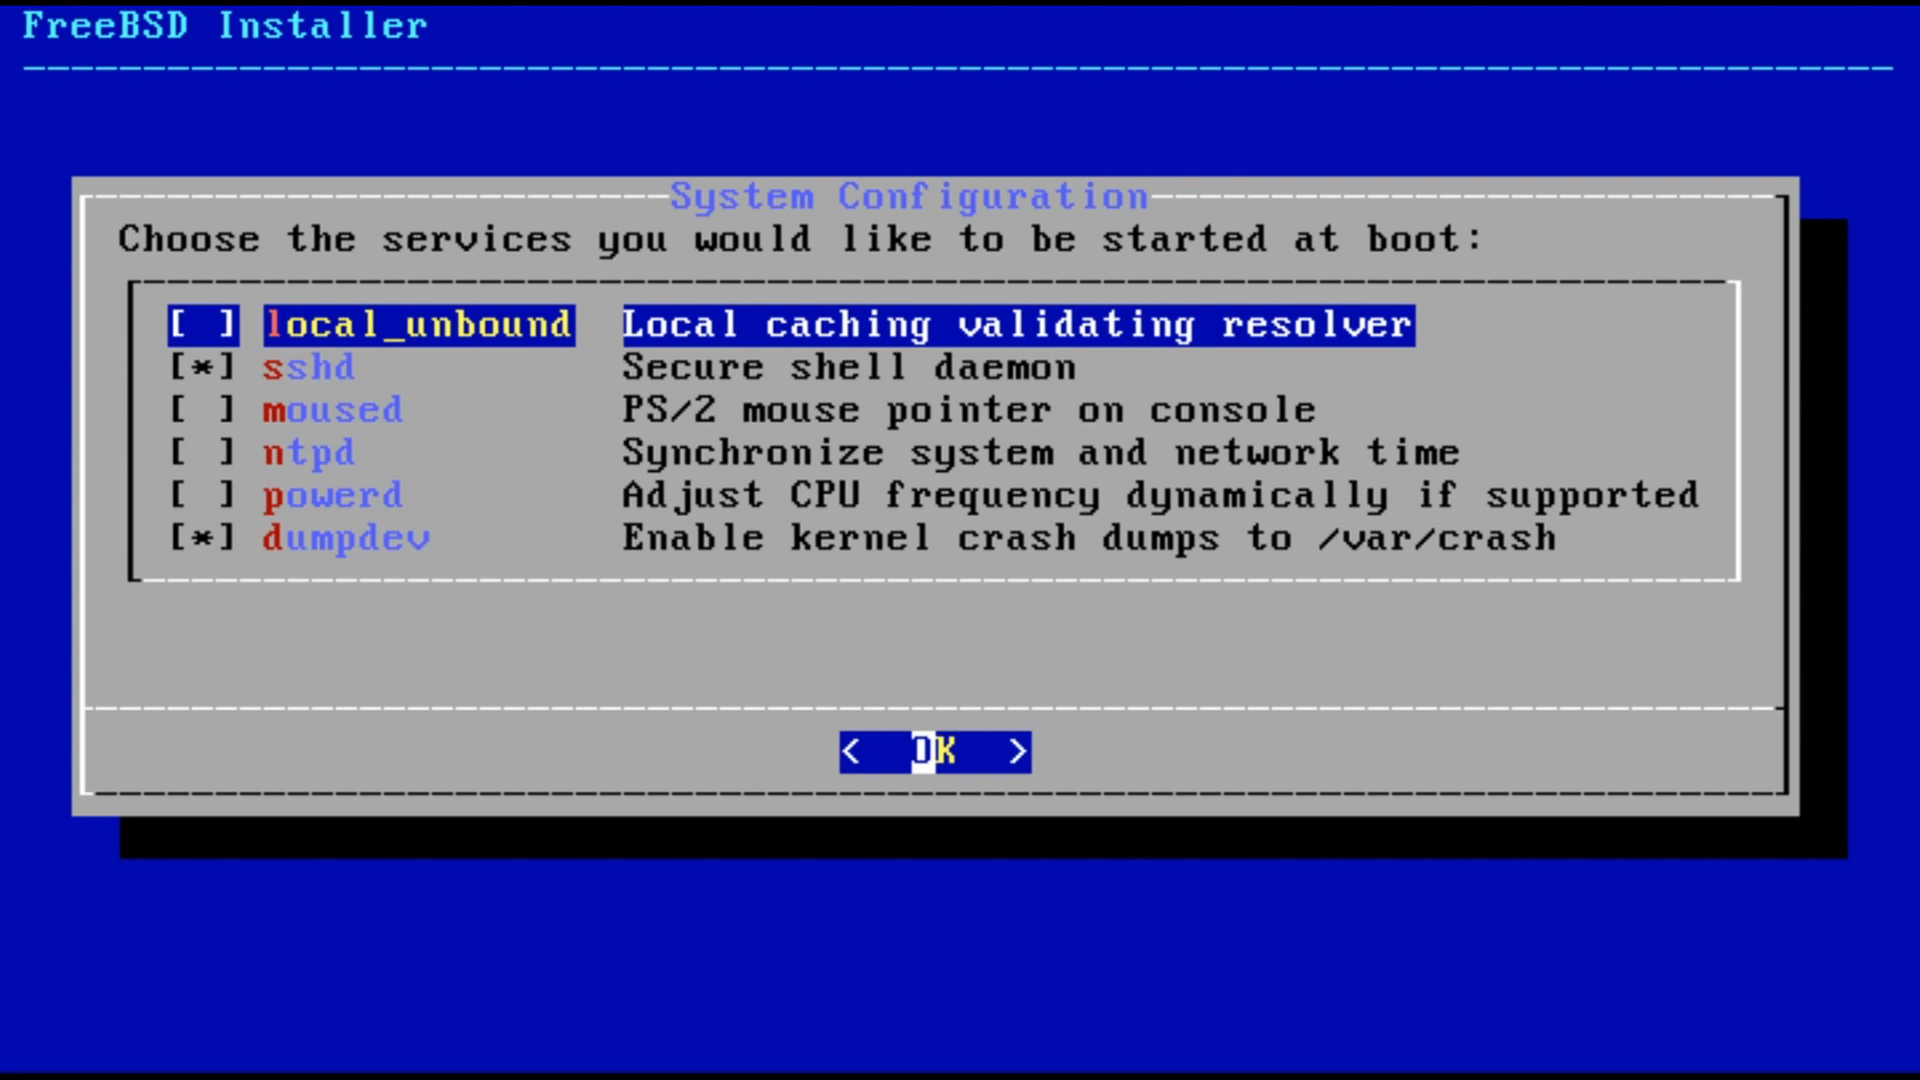 FreeBSD Installer
System Configuration
Choose the services you would like to be started at boot:
[ ] local_unbound Local caching validating resolver
[*] sshd Secure shell daemon
[ ] moused PS/2 mouse pointer on console
[ ] ntpd Synchronize system and network time
[ ] powerd Adjust CPU frequency dynamically if supported
[*] dumpdev Enable kernel crash dumps to /var/crash
< OK >